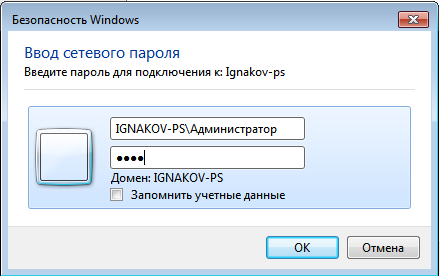 Безопасность Windows
Ввод сетевого пароля
Введите пароль для подключения к: Ignakov-ps
IGNAKOV-PS\Администратор
●●●●
Домен: IGNAKOV-PS
Запомнить учетные данные
ОК
Отмена